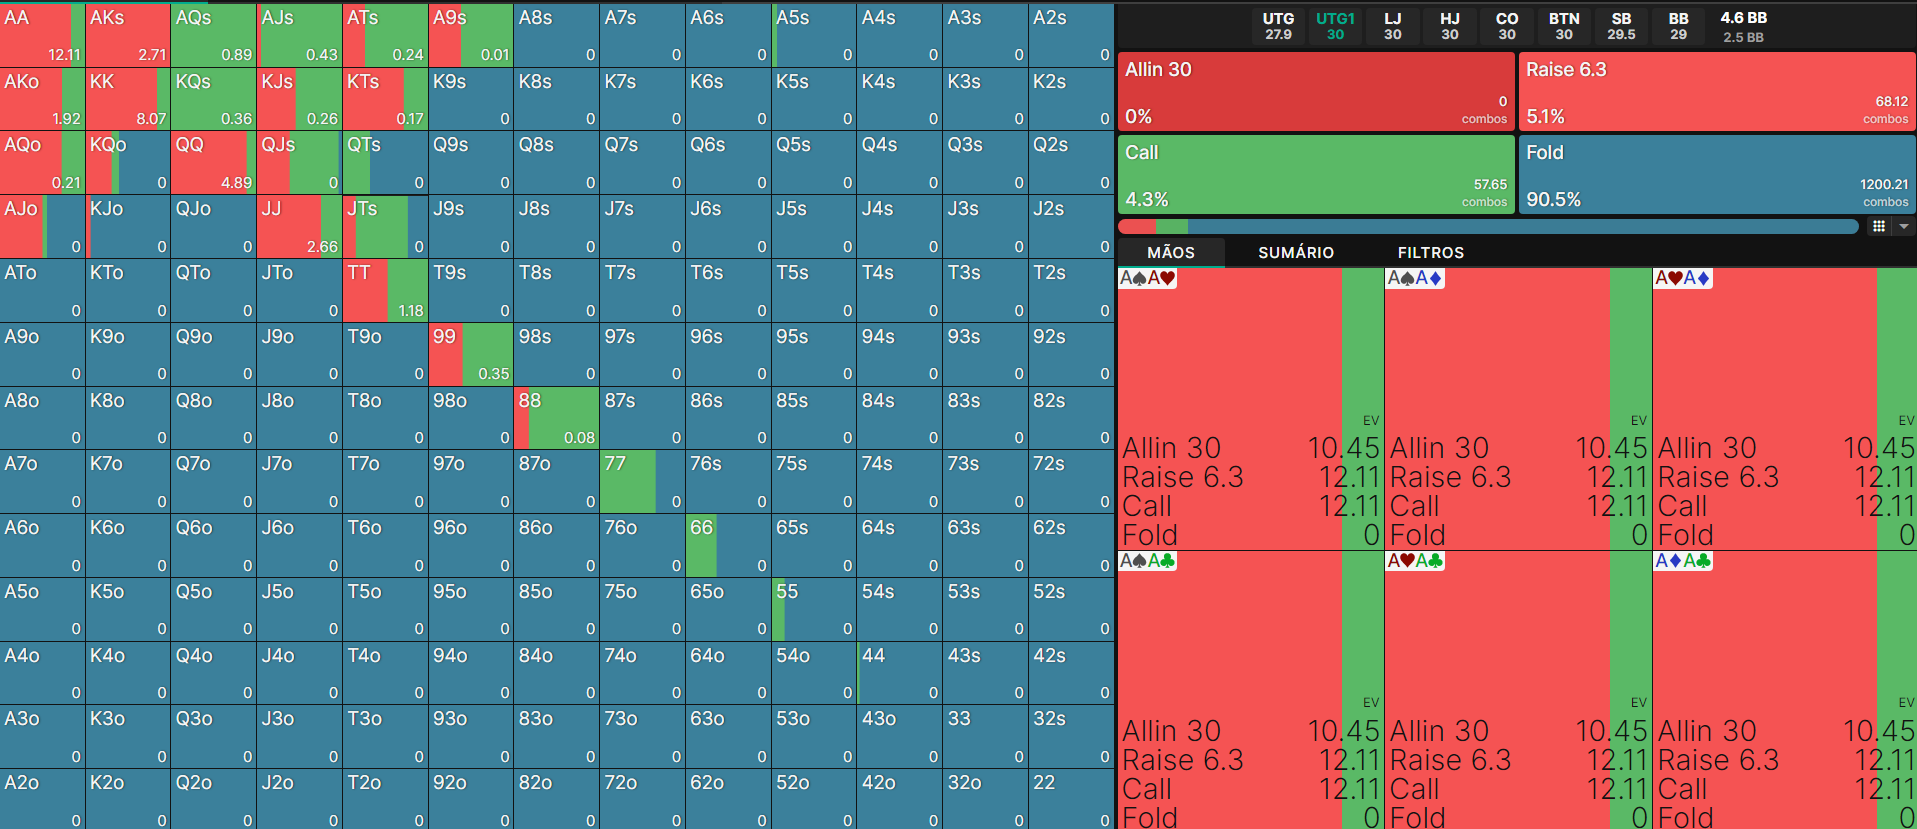 AA AKs AQs AJs ATs A9s A8s A7s A6s A5s A4s A3s A2s
12.11 2.71 0.89 0.43 0.24 0.01 0 0 0 0 0 0 0
AKo KK KQs KJs KTs K9s K8s K7s K6s K5s K4s K3s K2s
1.92 8.07 0.36 0.26 0.17 0 0 0 0 0 0 0 0
AQo KQo QQ QJs QTs Q9s Q8s Q7s Q6s Q5s Q4s Q3s Q2s
0.21 0 4.89 0 0 0 0 0 0 0 0 0 0
AJo KJo QJo JJ JTs J9s J8s J7s J6s J5s J4s J3s J2s
0 0 0 2.66 0 0 0 0 0 0 0 0 0
ATo KTo QTo JTo TT T9s T8s T7s T6s T5s T4s T3s T2s
0 0 0 0 1.18 0 0 0 0 0 0 0 0
A9o K9o Q9o J9o T9o 99 98s 97s 96s 95s 94s 93s 92s
0 0 0 0 0 0.35 0 0 0 0 0 0 0
A8o K8o Q8o J8o T8o 98o 88 87s 86s 85s 84s 83s 82s
0 0 0 0 0 0 0.08 0 0 0 0 0 0
A7o K7o Q7o J7o T7o 97o 87o 77 76s 75s 74s 73s 72s
0 0 0 0 0 0 0 0 0 0 0 0 0
A6o K6o Q6o J6o T6o 96o 86o 76o 66 65s 64s 63s 62s
0 0 0 0 0 0 0 0 0 0 0 0 0
A5o K5o Q5o J5o T5o 95o 85o 75o 65o 55 54s 53s 52s
0 0 0 0 0 0 0 0 0 0 0 0 0
A4o K4o Q4o J4o T4o 94o 84o 74o 64o 54o 44 43s 42s
0 0 0 0 0 0 0 0 0 0 0 0 0
A3o K3o Q3o J3o T3o 93o 83o 73o 63o 53o 43o 33 32s
0 0 0 0 0 0 0 0 0 0 0 0 0
A2o K2o Q2o J2o T2o 92o 82o 72o 62o 52o 42o 32o 22
0 0 0 0 0 0 0 0 0 0 0 0 0
UTG UTG1 LJ HJ CO BTN SB BB 4.6 BB
27.9 30 30 30 30 30 29.5 29 2.5 BB
Allin 30
0
0% combos
Raise 6.3
68.12
5.1% combos
Call
57.65
4.3% combos
Fold
1200.21
90.5% combos
MÃOS SUMÁRIO FILTROS
A♠A♥ A♠A♦ A♥A♦
EV EV EV
Allin 30 10.45 Allin 30 10.45 Allin 30 10.45
Raise 6.3 12.11 Raise 6.3 12.11 Raise 6.3 12.11
Call 12.11 Call 12.11 Call 12.11
Fold 0 Fold 0 Fold 0
A♠A♣ A♥A♣ A♦A♣
EV EV EV
Allin 30 10.45 Allin 30 10.45 Allin 30 10.45
Raise 6.3 12.11 Raise 6.3 12.11 Raise 6.3 12.11
Call 12.11 Call 12.11 Call 12.11
Fold 0 Fold 0 Fold 0